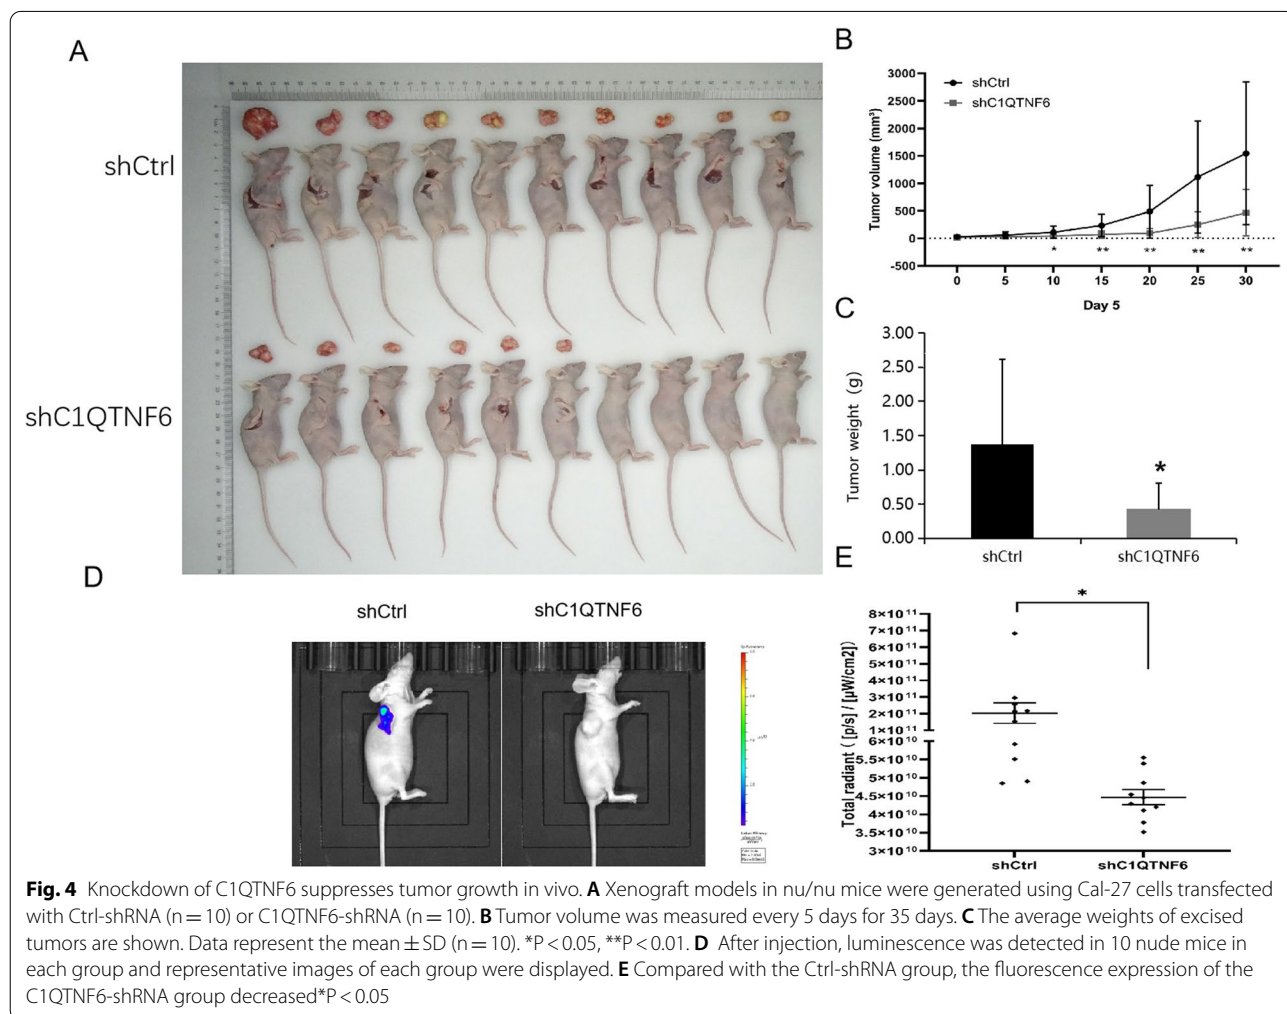 A
shCtrl
shC1QTNF6
B
3000
2500
2000
1500
1000
500
0
-500
Tumor volume (mm³)
shCtrl
shC1QTNF6
* ** ** ** **
0 5 10 15 20 25 30
Day 5
C
3.00
2.50
2.00
1.50
1.00
0.50
0.00
Tumor weight (g)
*
shCtrl shC1QTNF6
D
shCtrl shC1QTNF6
E
*
8×10¹¹
7×10¹¹
6×10¹¹
5×10¹¹
4×10¹¹
3×10¹¹
2×10¹¹
1×10¹¹
6×10¹⁰
5.5×10¹⁰
5×10¹⁰
4.5×10¹⁰
4×10¹⁰
3.5×10¹⁰
3×10¹⁰
Total radiant ( [p/s] / [μW/cm2])
shCtrl shC1QTNF6
Fig. 4 Knockdown of C1QTNF6 suppresses tumor growth in vivo. A Xenograft models in nu/nu mice were generated using Cal-27 cells transfected
with Ctrl-shRNA (n = 10) or C1QTNF6-shRNA (n = 10). B Tumor volume was measured every 5 days for 35 days. C The average weights of excised
tumors are shown. Data represent the mean ± SD (n = 10). *P < 0.05, **P < 0.01. D After injection, luminescence was detected in 10 nude mice in
each group and representative images of each group were displayed. E Compared with the Ctrl-shRNA group, the fluorescence expression of the
C1QTNF6-shRNA group decreased*P < 0.05